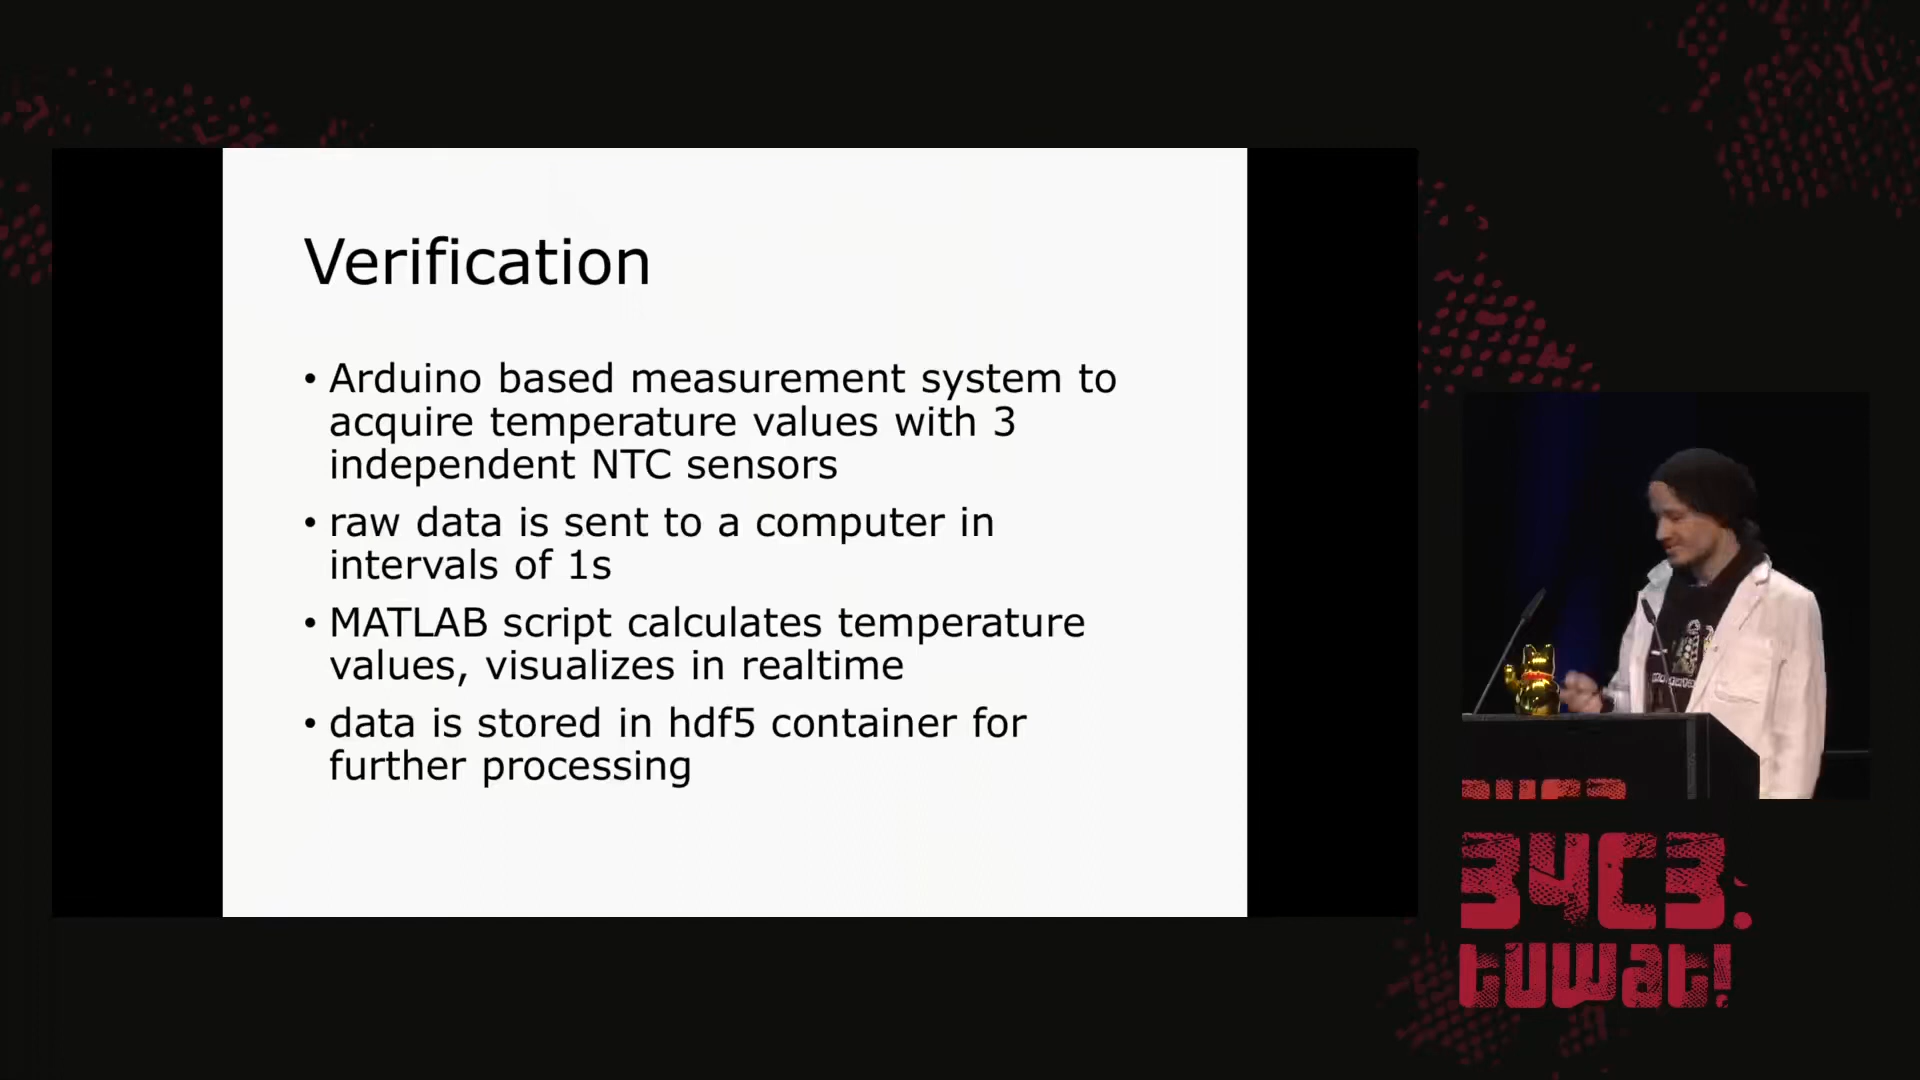 Verification
• Arduino based measurement system to
acquire temperature values with 3
independent NTC sensors
• raw data is sent to a computer in
intervals of 1s
• MATLAB script calculates temperature
values, visualizes in realtime
• data is stored in hdf5 container for
further processing
34C3.
tuwat!